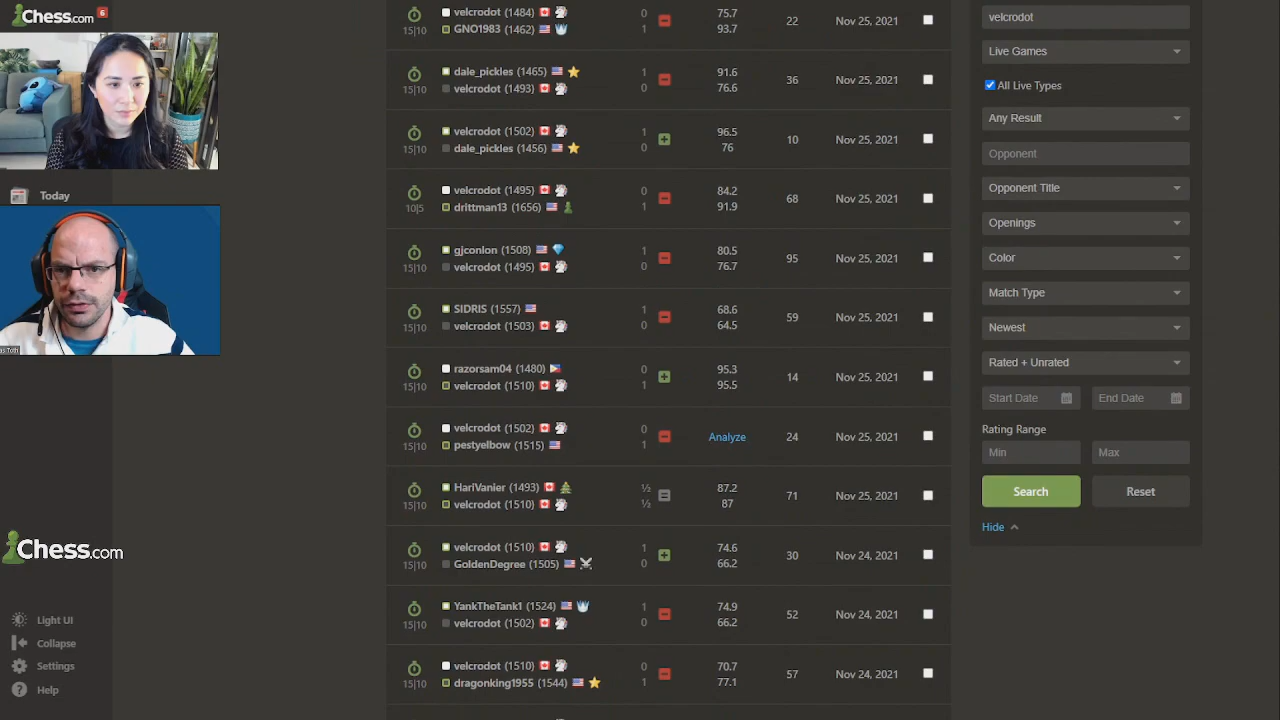 Chess.com 6
Today
as Toth
Chess.com
Light UI
Collapse
Settings
Help
velcrodot (1484) 0 75.7
15|10 GNO1983 (1462) 1 93.7 22 Nov 25, 2021
dale_pickles (1465) 1 91.6
15|10 velcrodot (1493) 0 76.6 36 Nov 25, 2021
velcrodot (1502) 1 96.5
15|10 dale_pickles (1456) 0 76 10 Nov 25, 2021
velcrodot (1495) 0 84.2
10|5 drittman13 (1656) 1 91.9 68 Nov 25, 2021
gjconlon (1508) 1 80.5
15|10 velcrodot (1495) 0 76.7 95 Nov 25, 2021
SIDRIS (1557) 1 68.6
15|10 velcrodot (1503) 0 64.5 59 Nov 25, 2021
razorsam04 (1480) 0 95.3
15|10 velcrodot (1510) 1 95.5 14 Nov 25, 2021
velcrodot (1502) 0
15|10 pestyelbow (1515) 1 Analyze 24 Nov 25, 2021
HariVanier (1493) ½ 87.2
15|10 velcrodot (1510) ½ 87 71 Nov 25, 2021
velcrodot (1510) 1 74.6
15|10 GoldenDegree (1505) 0 66.2 30 Nov 24, 2021
YankTheTank1 (1524) 1 74.9
15|10 velcrodot (1502) 0 66.2 52 Nov 24, 2021
velcrodot (1510) 0 70.7
15|10 dragonking1955 (1544) 1 77.1 57 Nov 24, 2021
velcrodot
Live Games
All Live Types
Any Result
Opponent
Opponent Title
Openings
Color
Match Type
Newest
Rated + Unrated
Start Date End Date
Rating Range
Min Max
Search Reset
Hide